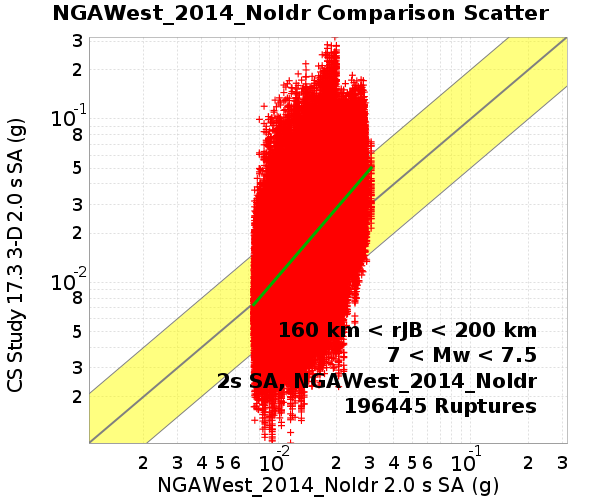 NGAWest_2014_NoIdr Comparison Scatter
CS Study 17.3 3-D 2.0 s SA (g)
3
2
10^-1
8
5
3
2
10^-2
8
5
3
2
160 km < rJB < 200 km
7 < Mw < 7.5
2s SA, NGAWest_2014_NoIdr
196445 Ruptures
2 3 4 5 6 10^-2 2 3 4 5 6 10^-1 2 3
NGAWest_2014_NoIdr 2.0 s SA (g)